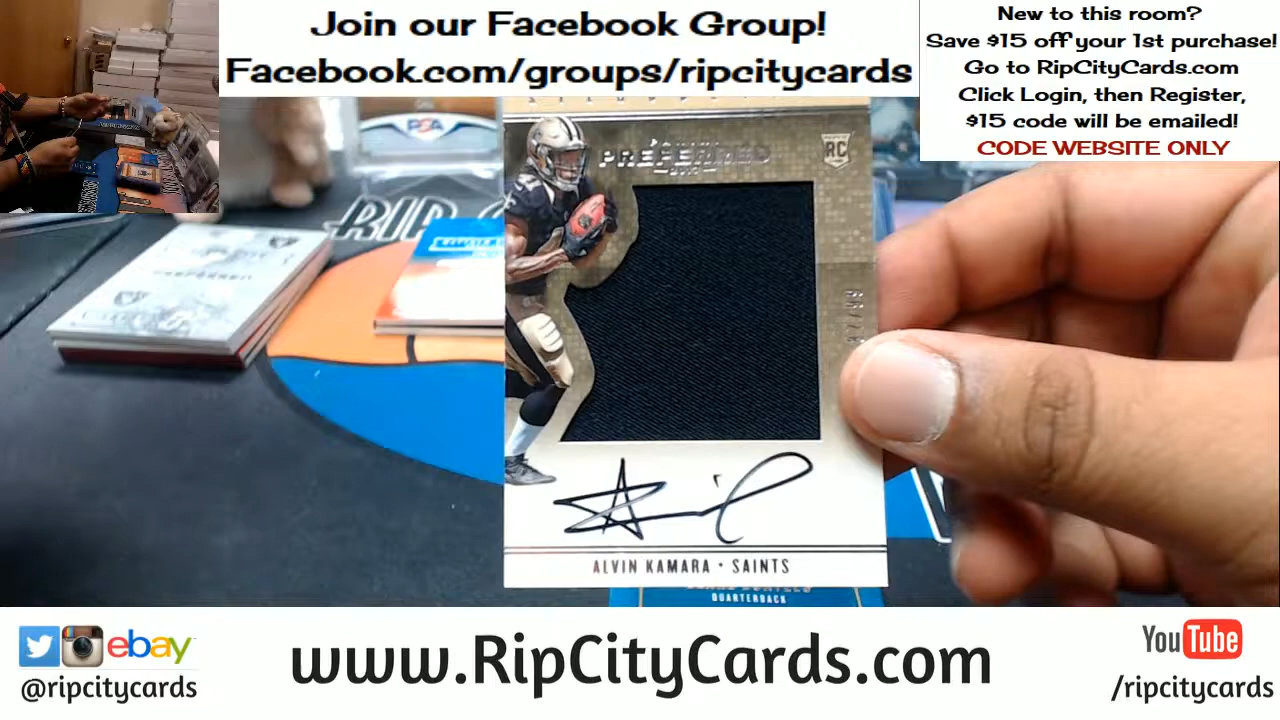 Join our Facebook Group!
Facebook.com/groups/ripcitycards
New to this room?
Save $15 off your 1st purchase!
Go to RipCityCards.com
Click Login, then Register,
$15 code will be emailed!
CODE WEBSITE ONLY
PSA
RIP
PREFERRED
RC
ALVIN KAMARA • SAINTS
QUARTERBACK
ebay
@ripcitycards
www.RipCityCards.com
YouTube
/ripcitycards